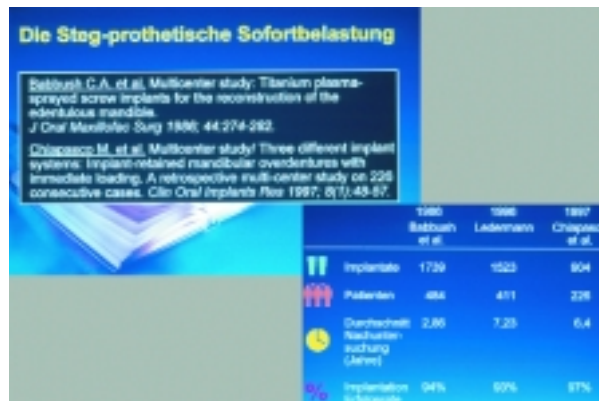 Die Steg-prothetische Sofortbelastung
Babbush C.A. et al. Multicenter study: Titanium plasma-
sprayed screw implants for the reconstruction of the
edentulous mandible.
J Oral Maxillofac Surg 1986; 44:274-282.
Chiapasco M. et al. Multicenter study! Three different implant
systems: Implant-retained mandibular overdentures with
immediate loading. A retrospective multi-center study on 226
consecutive cases. Clin Oral Implants Res 1997; 8(1):48-57.
1986 1996 1997
Babbush Ledermann Chiapasc
et al. et al.
Implantate 1739 1523 904
Patienten 484 411 226
Durchschnitt 2,86 7,23 6,4
Nachunter-
suchung
(Jahre)
% Implantation 94% 93% 97%